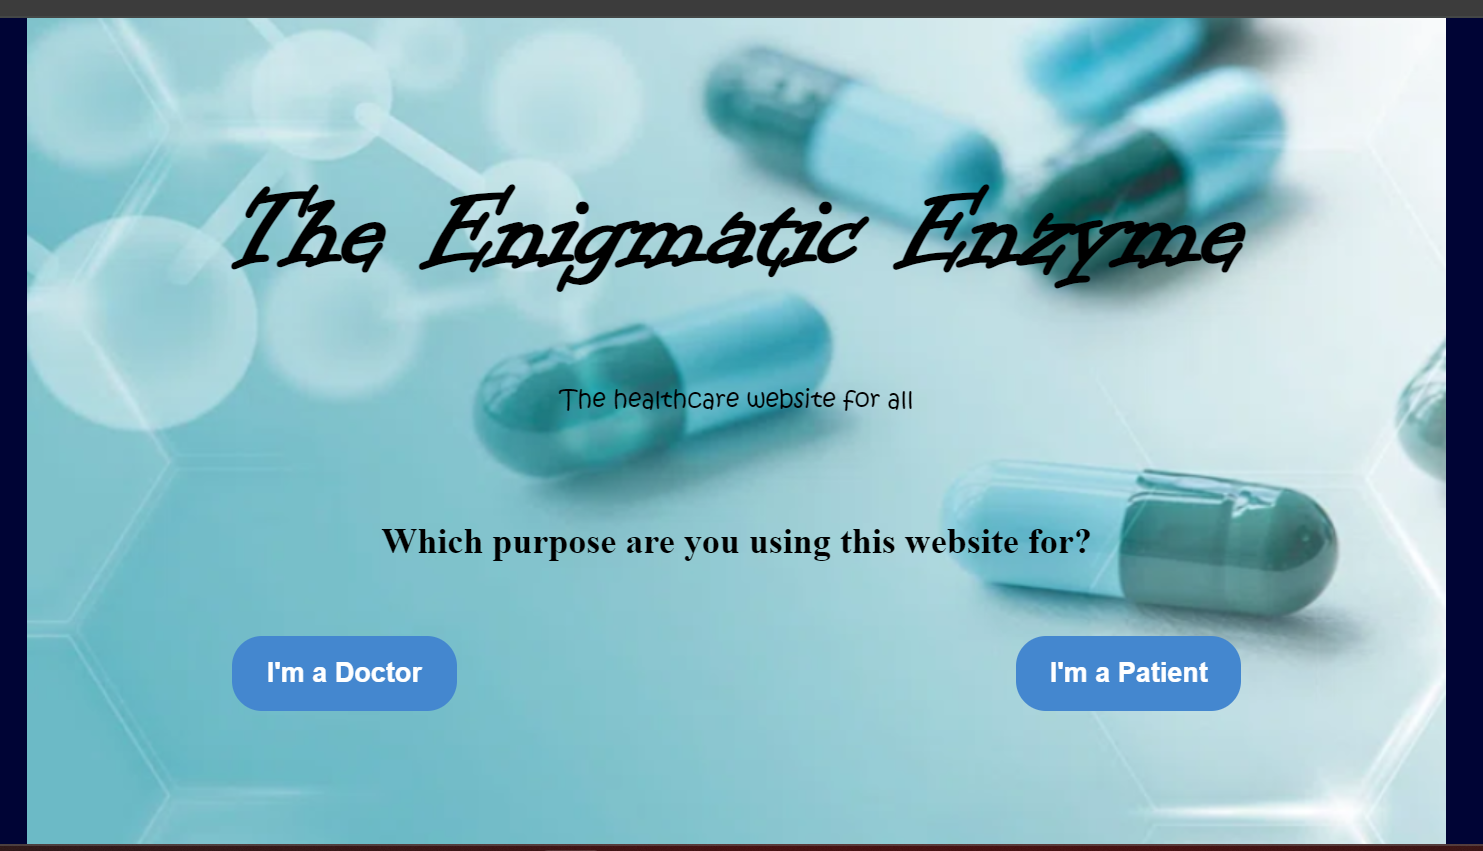 The Enigmatic Enzyme
The healthcare website for all
Which purpose are you using this website for?
I'm a Doctor
I'm a Patient